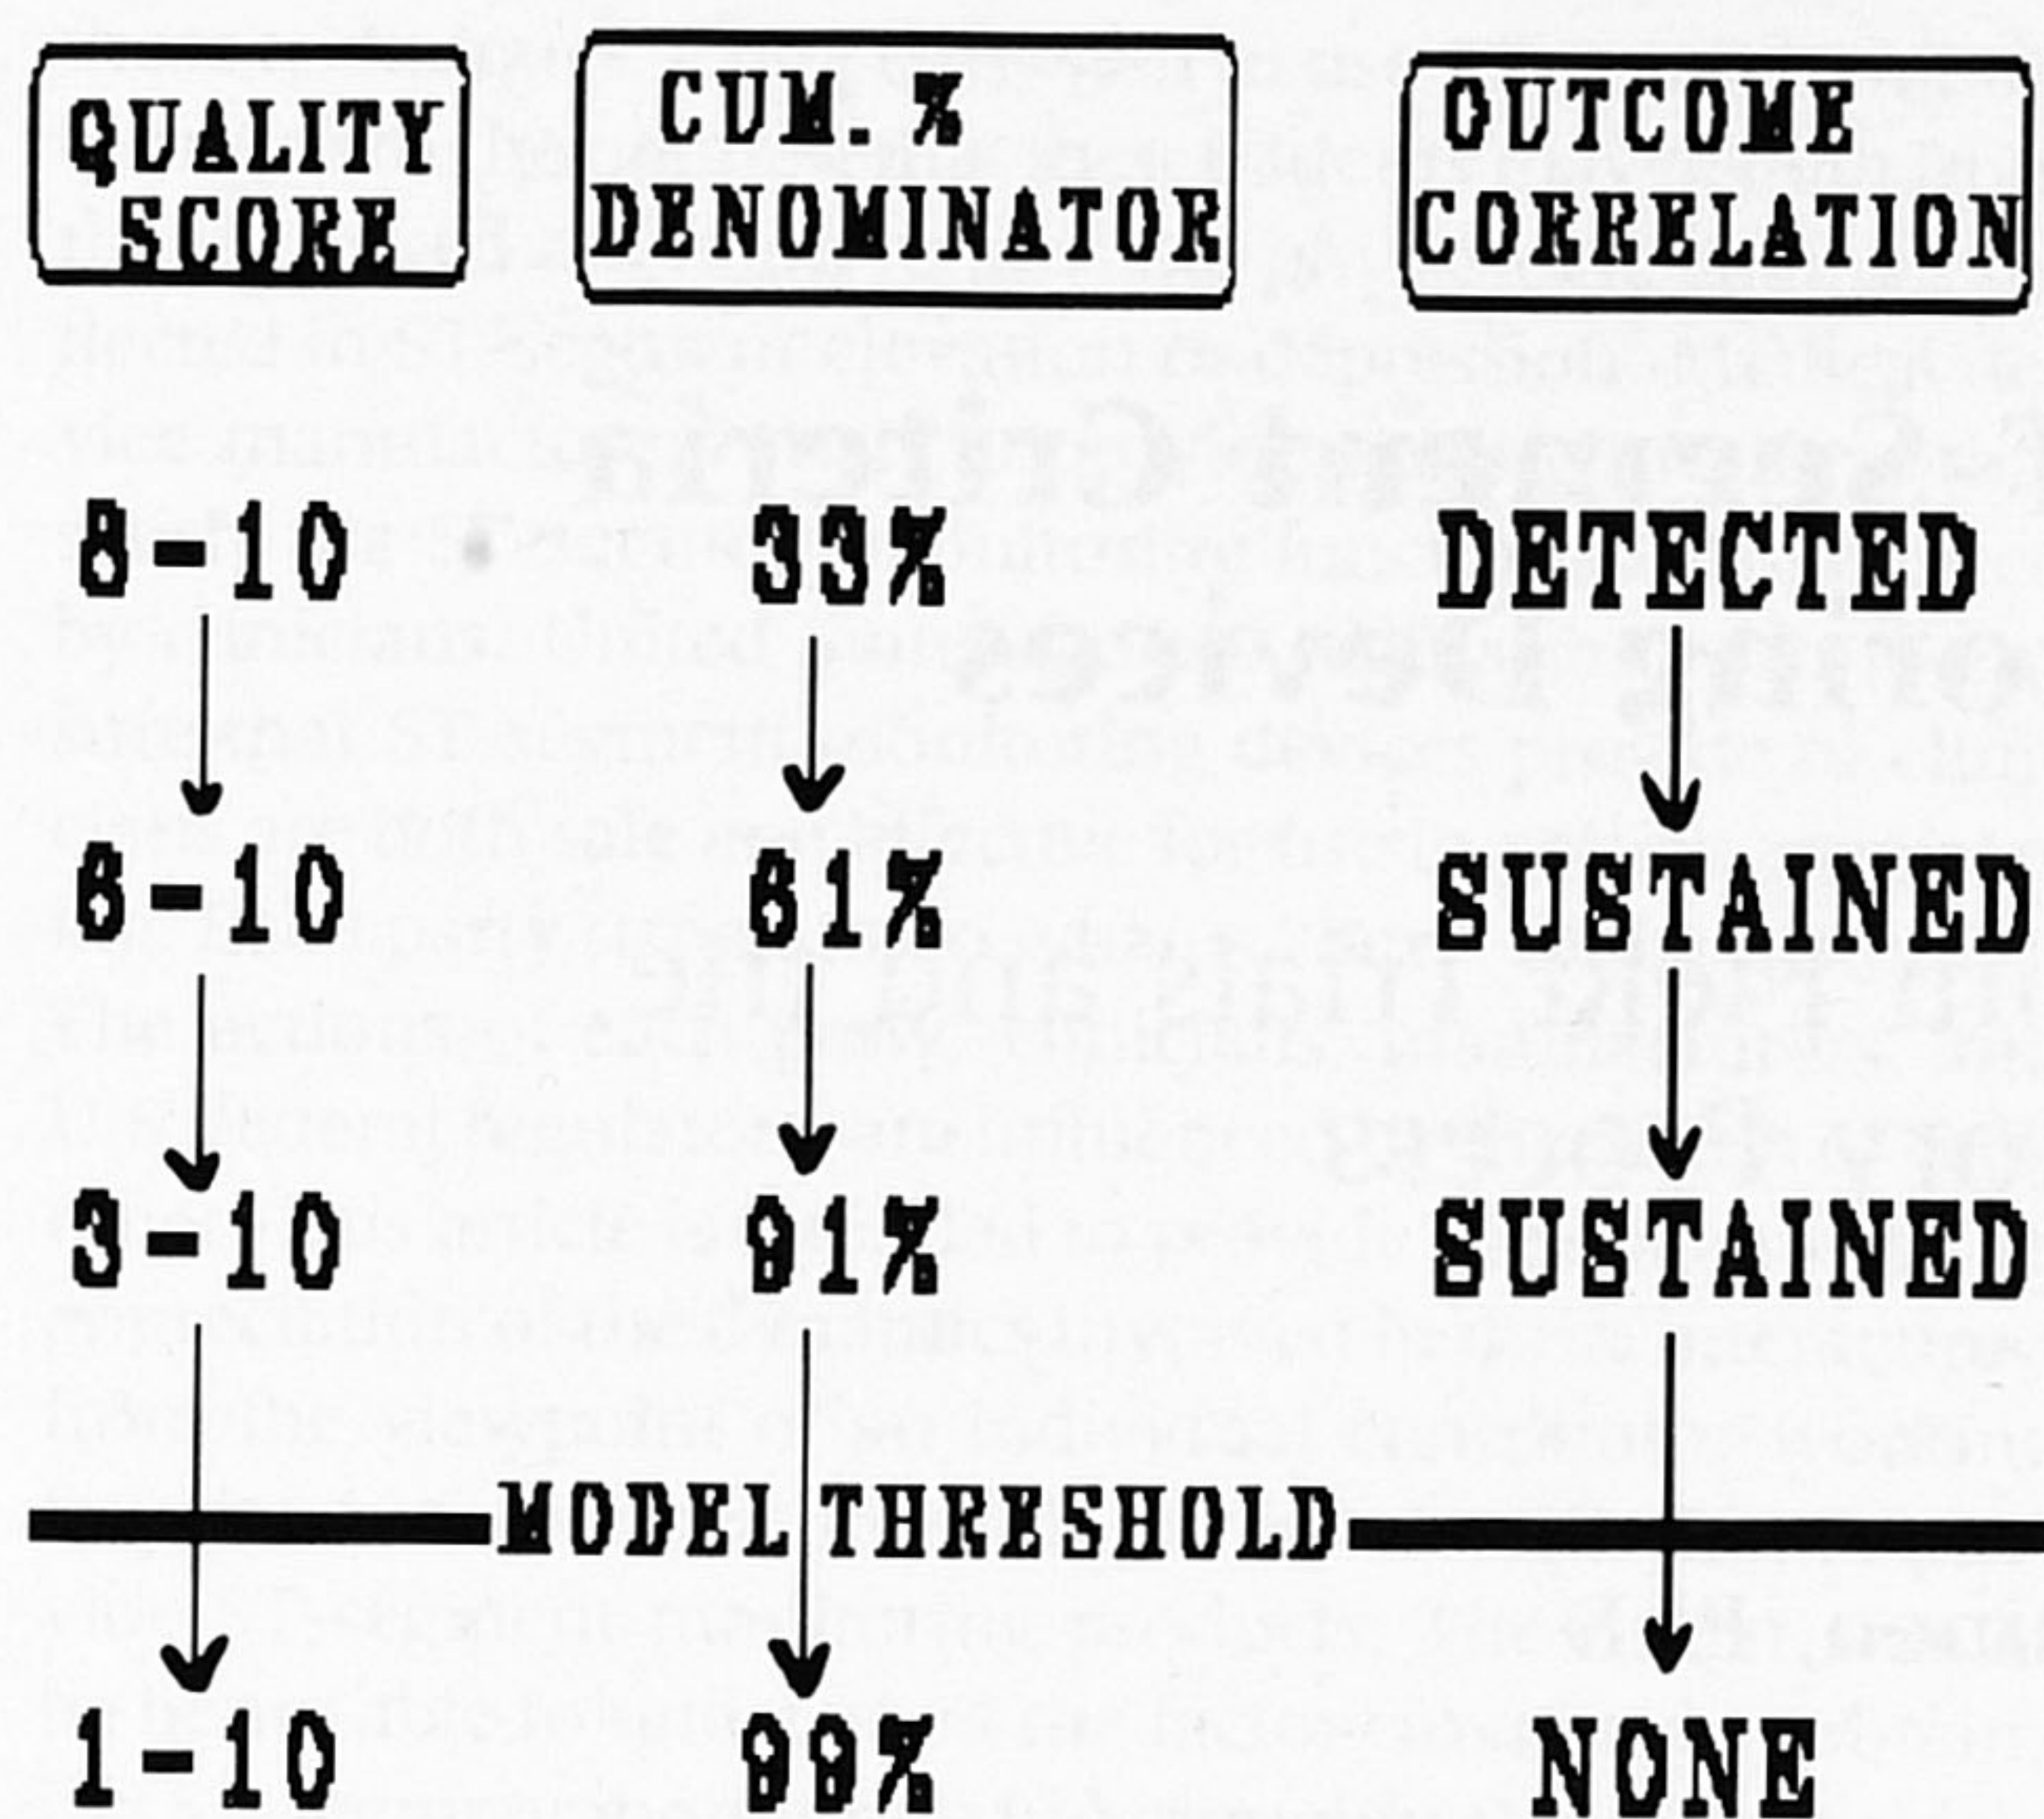 QUALITY
SCORE
CUM. %
DENOMINATOR
OUTCOME
CORRELATION
8-10 33% DETECTED
6-10 61% SUSTAINED
3-10 91% SUSTAINED
MODEL THRESHOLD
1-10 99% NONE